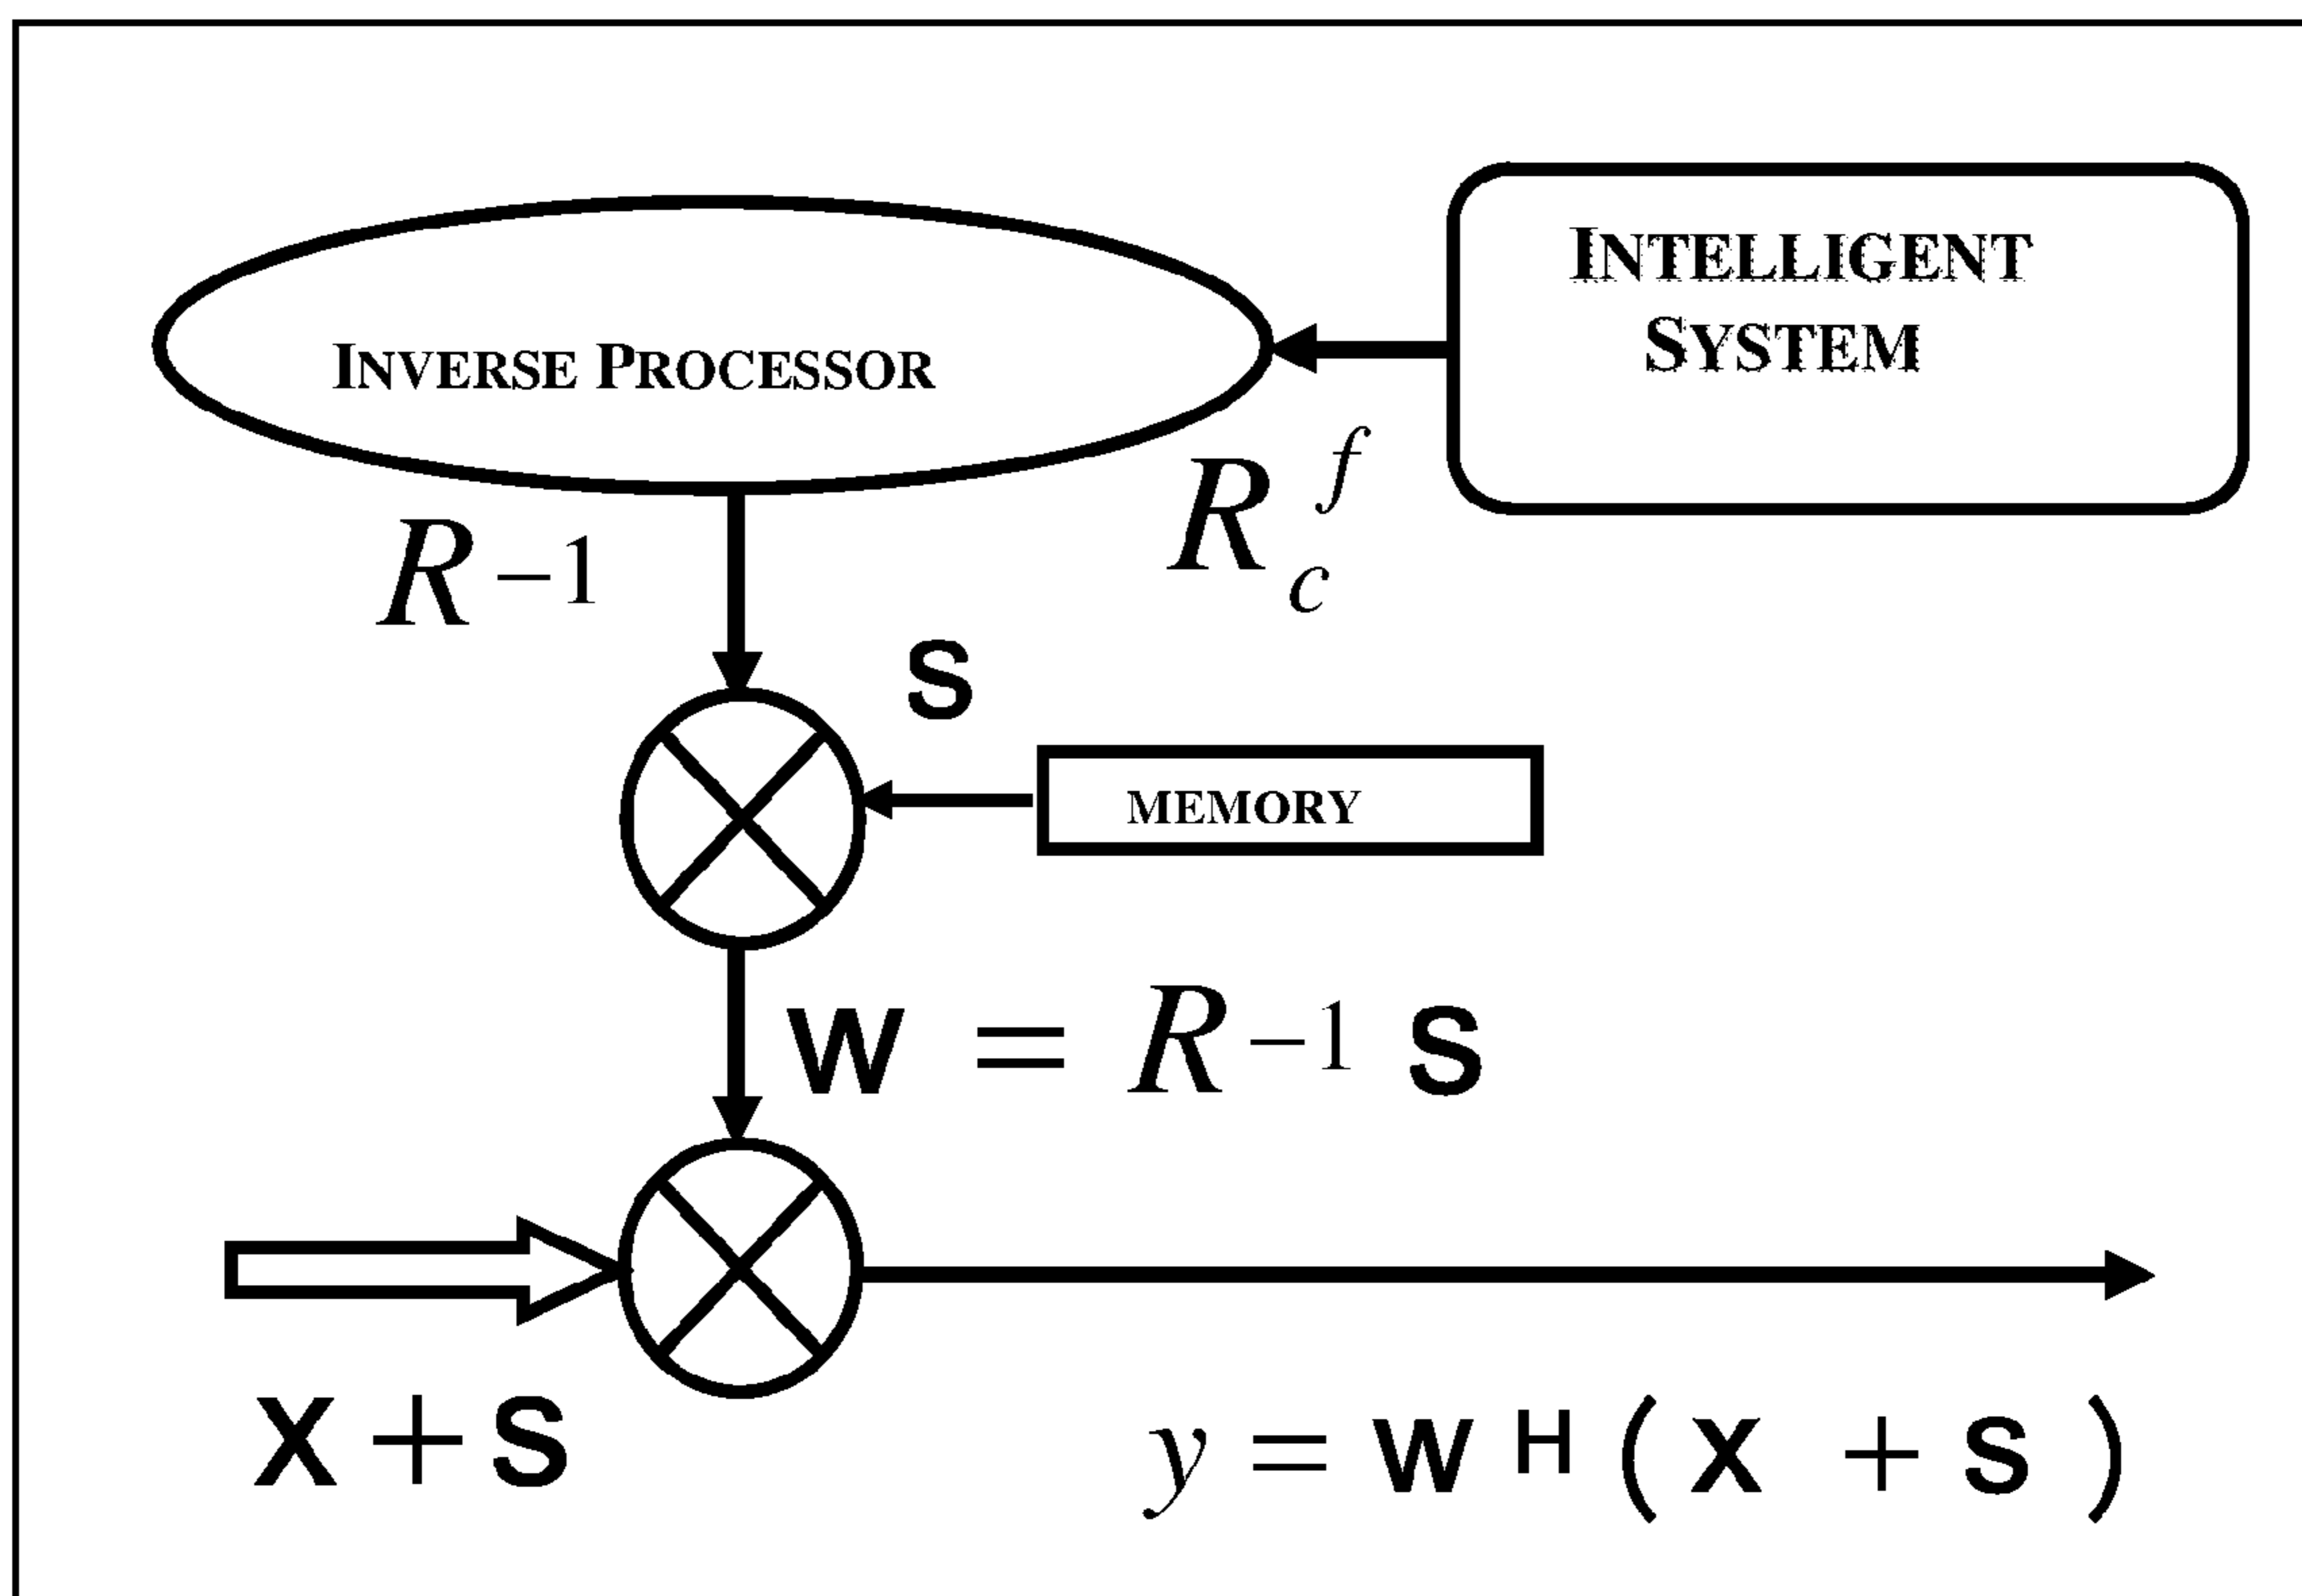 INTELLIGENT
SYSTEM
INVERSE PROCESSOR
R_c^f
R^{-1}
S
MEMORY
W = R^{-1} S
X + S
y = W^H (X + S)